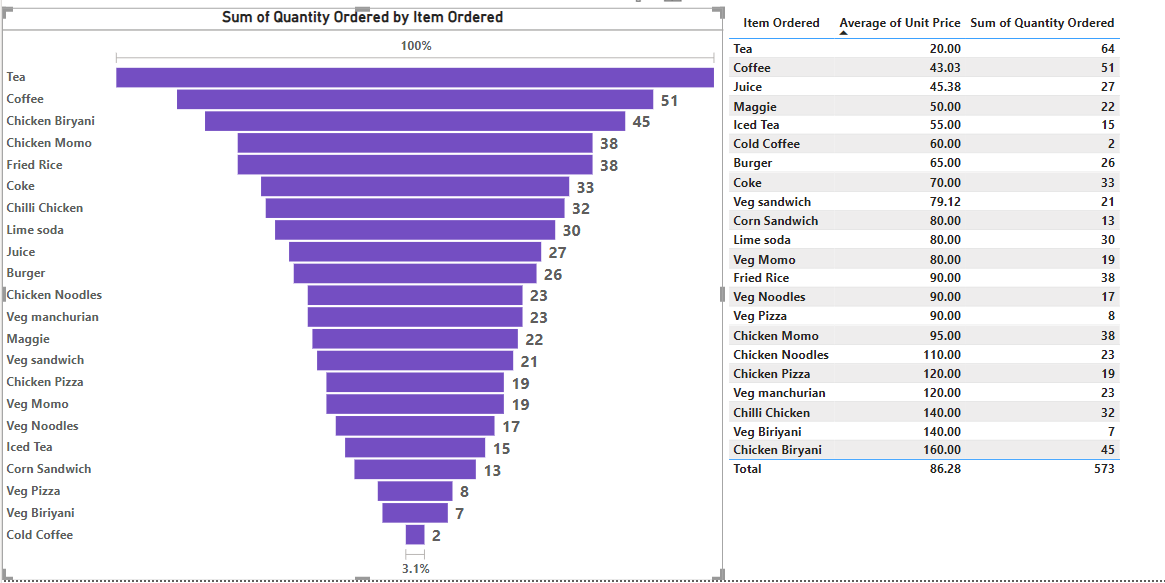 Sum of Quantity Ordered by Item Ordered
100%
Tea
Coffee 51
Chicken Biryani 45
Chicken Momo 38
Fried Rice 38
Coke 33
Chilli Chicken 32
Lime soda 30
Juice 27
Burger 26
Chicken Noodles 23
Veg manchurian 23
Maggie 22
Veg sandwich 21
Chicken Pizza 19
Veg Momo 19
Veg Noodles 17
Iced Tea 15
Corn Sandwich 13
Veg Pizza 8
Veg Biriyani 7
Cold Coffee 2
3.1%
Item Ordered Average of Unit Price Sum of Quantity Ordered
Tea 20.00 64
Coffee 43.03 51
Juice 45.38 27
Maggie 50.00 22
Iced Tea 55.00 15
Cold Coffee 60.00 2
Burger 65.00 26
Coke 70.00 33
Veg sandwich 79.12 21
Corn Sandwich 80.00 13
Lime soda 80.00 30
Veg Momo 80.00 19
Fried Rice 90.00 38
Veg Noodles 90.00 17
Veg Pizza 90.00 8
Chicken Momo 95.00 38
Chicken Noodles 110.00 23
Chicken Pizza 120.00 19
Veg manchurian 120.00 23
Chilli Chicken 140.00 32
Veg Biriyani 140.00 7
Chicken Biryani 160.00 45
Total 86.28 573